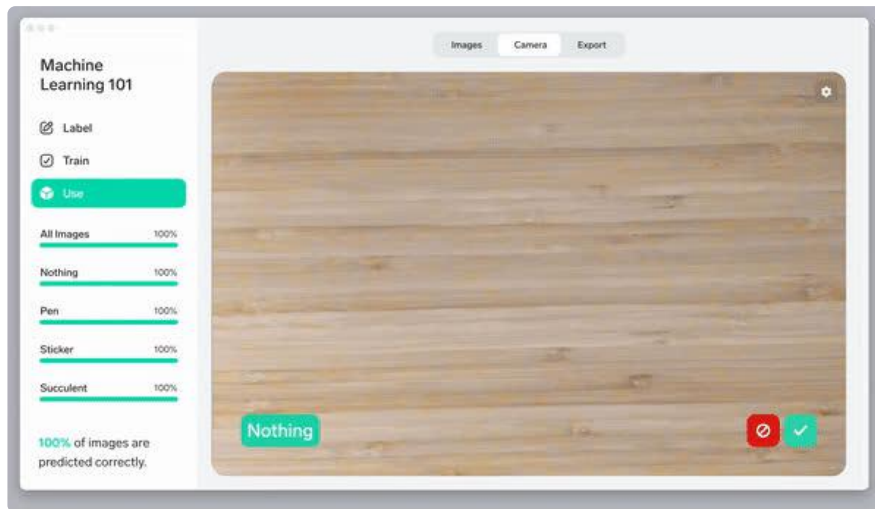 Machine
Learning 101
Label
Train
Use
All Images 100%
Nothing 100%
Pen 100%
Sticker 100%
Succulent 100%
100% of images are
predicted correctly.
Images Camera Export
Nothing